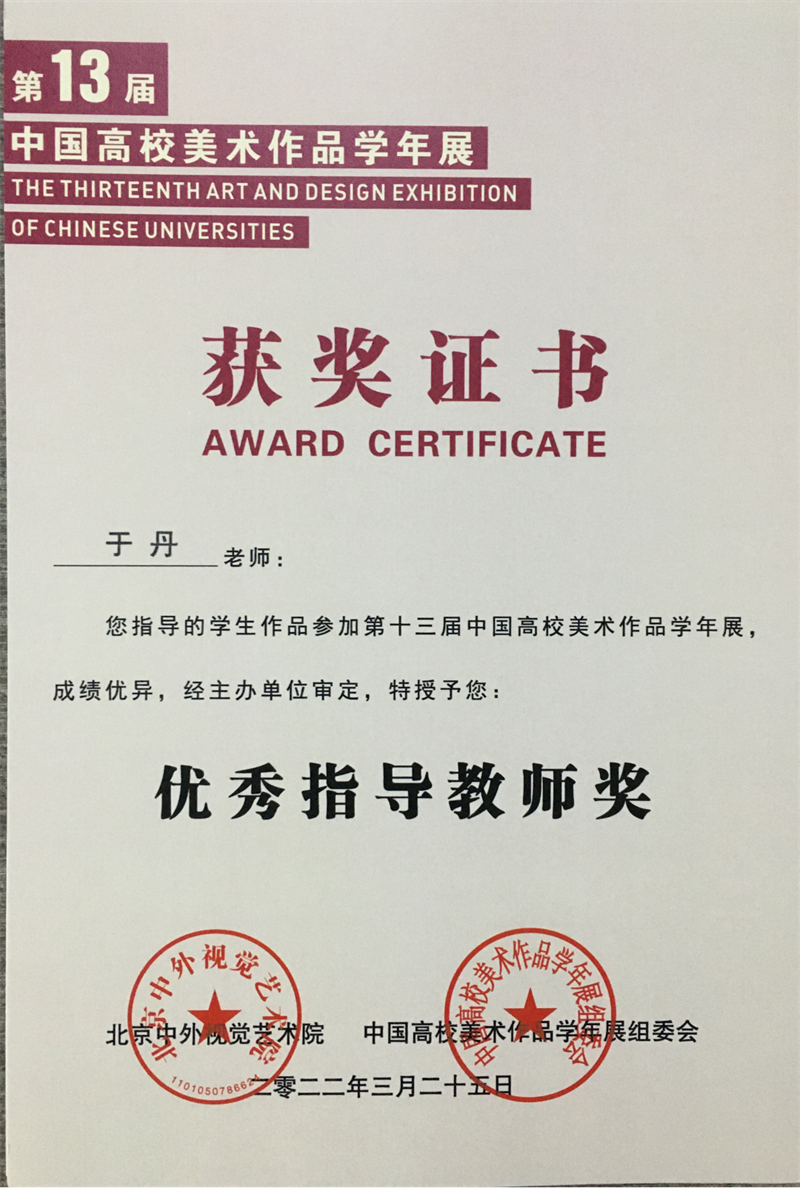 第13届
中国高校美术作品学年展
THE THIRTEENTH ART AND DESIGN EXHIBITION
OF CHINESE UNIVERSITIES
获奖证书
AWARD CERTIFICATE
于丹老师：
您指导的学生作品参加第十三届中国高校美术作品学年展，
成绩优异，经主办单位审定，特授予您：
优秀指导教师奖
北京中外视觉艺术院
中国高校美术作品学年展组委会
北京中外视觉艺术院 中国高校美术作品学年展组委会
二零二二年三月二十五日